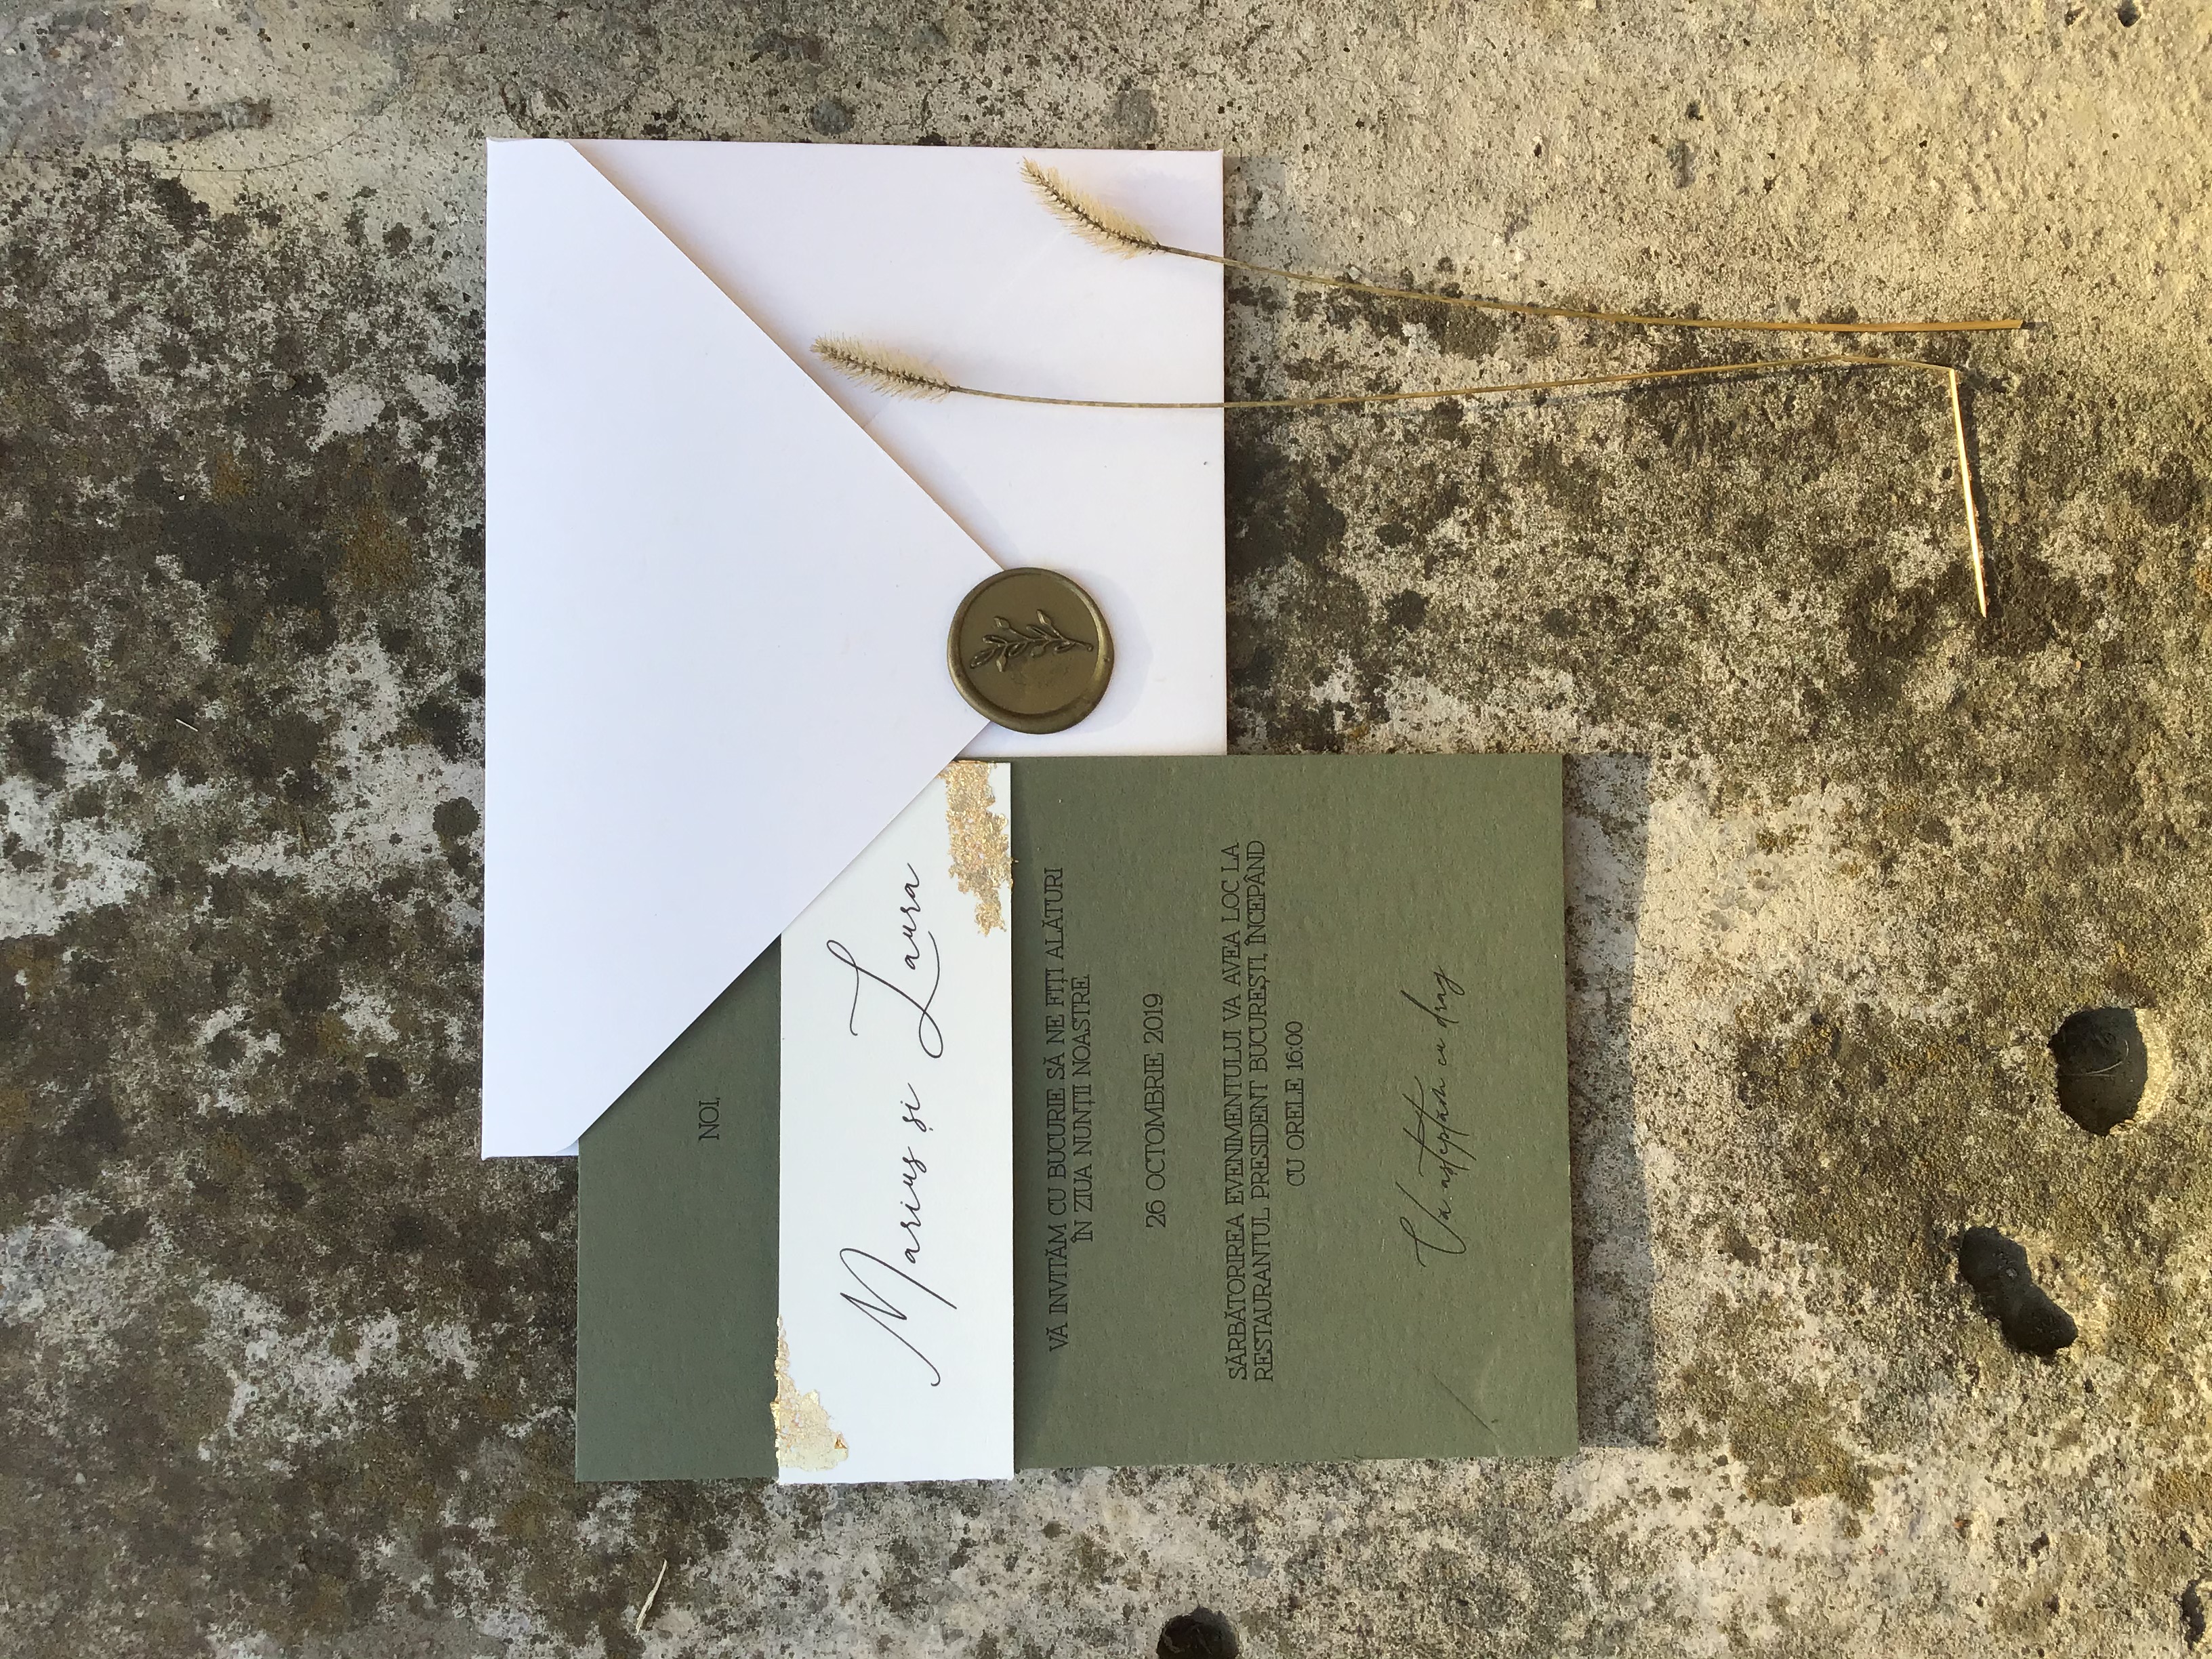 NOI,
Marius și Laura
VĂ INVITĂM CU BUCURIE SĂ NE FIȚI ALĂTURI
ÎN ZIUA NUNȚII NOASTRE
26 OCTOMBRIE 2019
SĂRBĂTORIREA EVENIMENTULUI VA AVEA LOC LA
RESTAURANTUL PRESIDENT BUCUREȘTI, ÎNCEPÂND
CU ORELE 16:00
Vă așteptăm cu drag